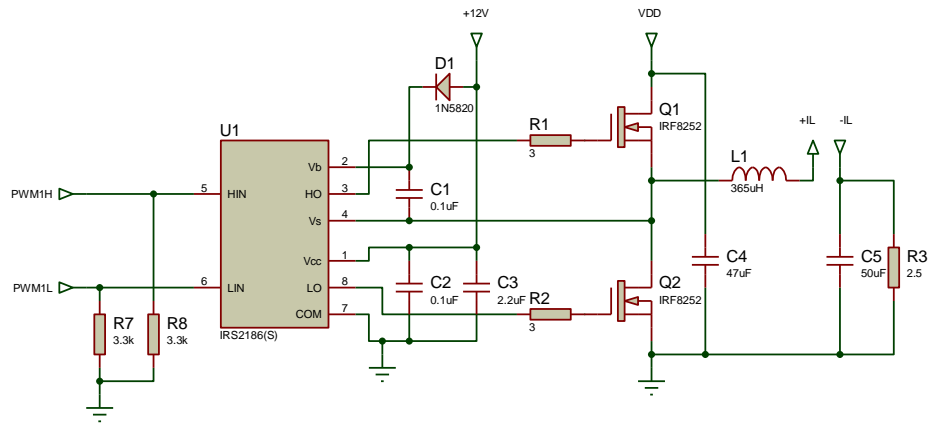 +12V
VDD
D1
1N5820
Q1
IRF8252
+IL
-IL
U1
R1
3
L1
365uH
Vb
2
HO
3
C1
0.1uF
PWM1H
5
HIN
Vs
4
Vcc
1
C2
0.1uF
C3
2.2uF
Q2
IRF8252
C4
47uF
C5
50uF
R3
2.5
PWM1L
6
LIN
LO
8
R2
3
COM
7
IRS2186(S)
R7
3.3k
R8
3.3k